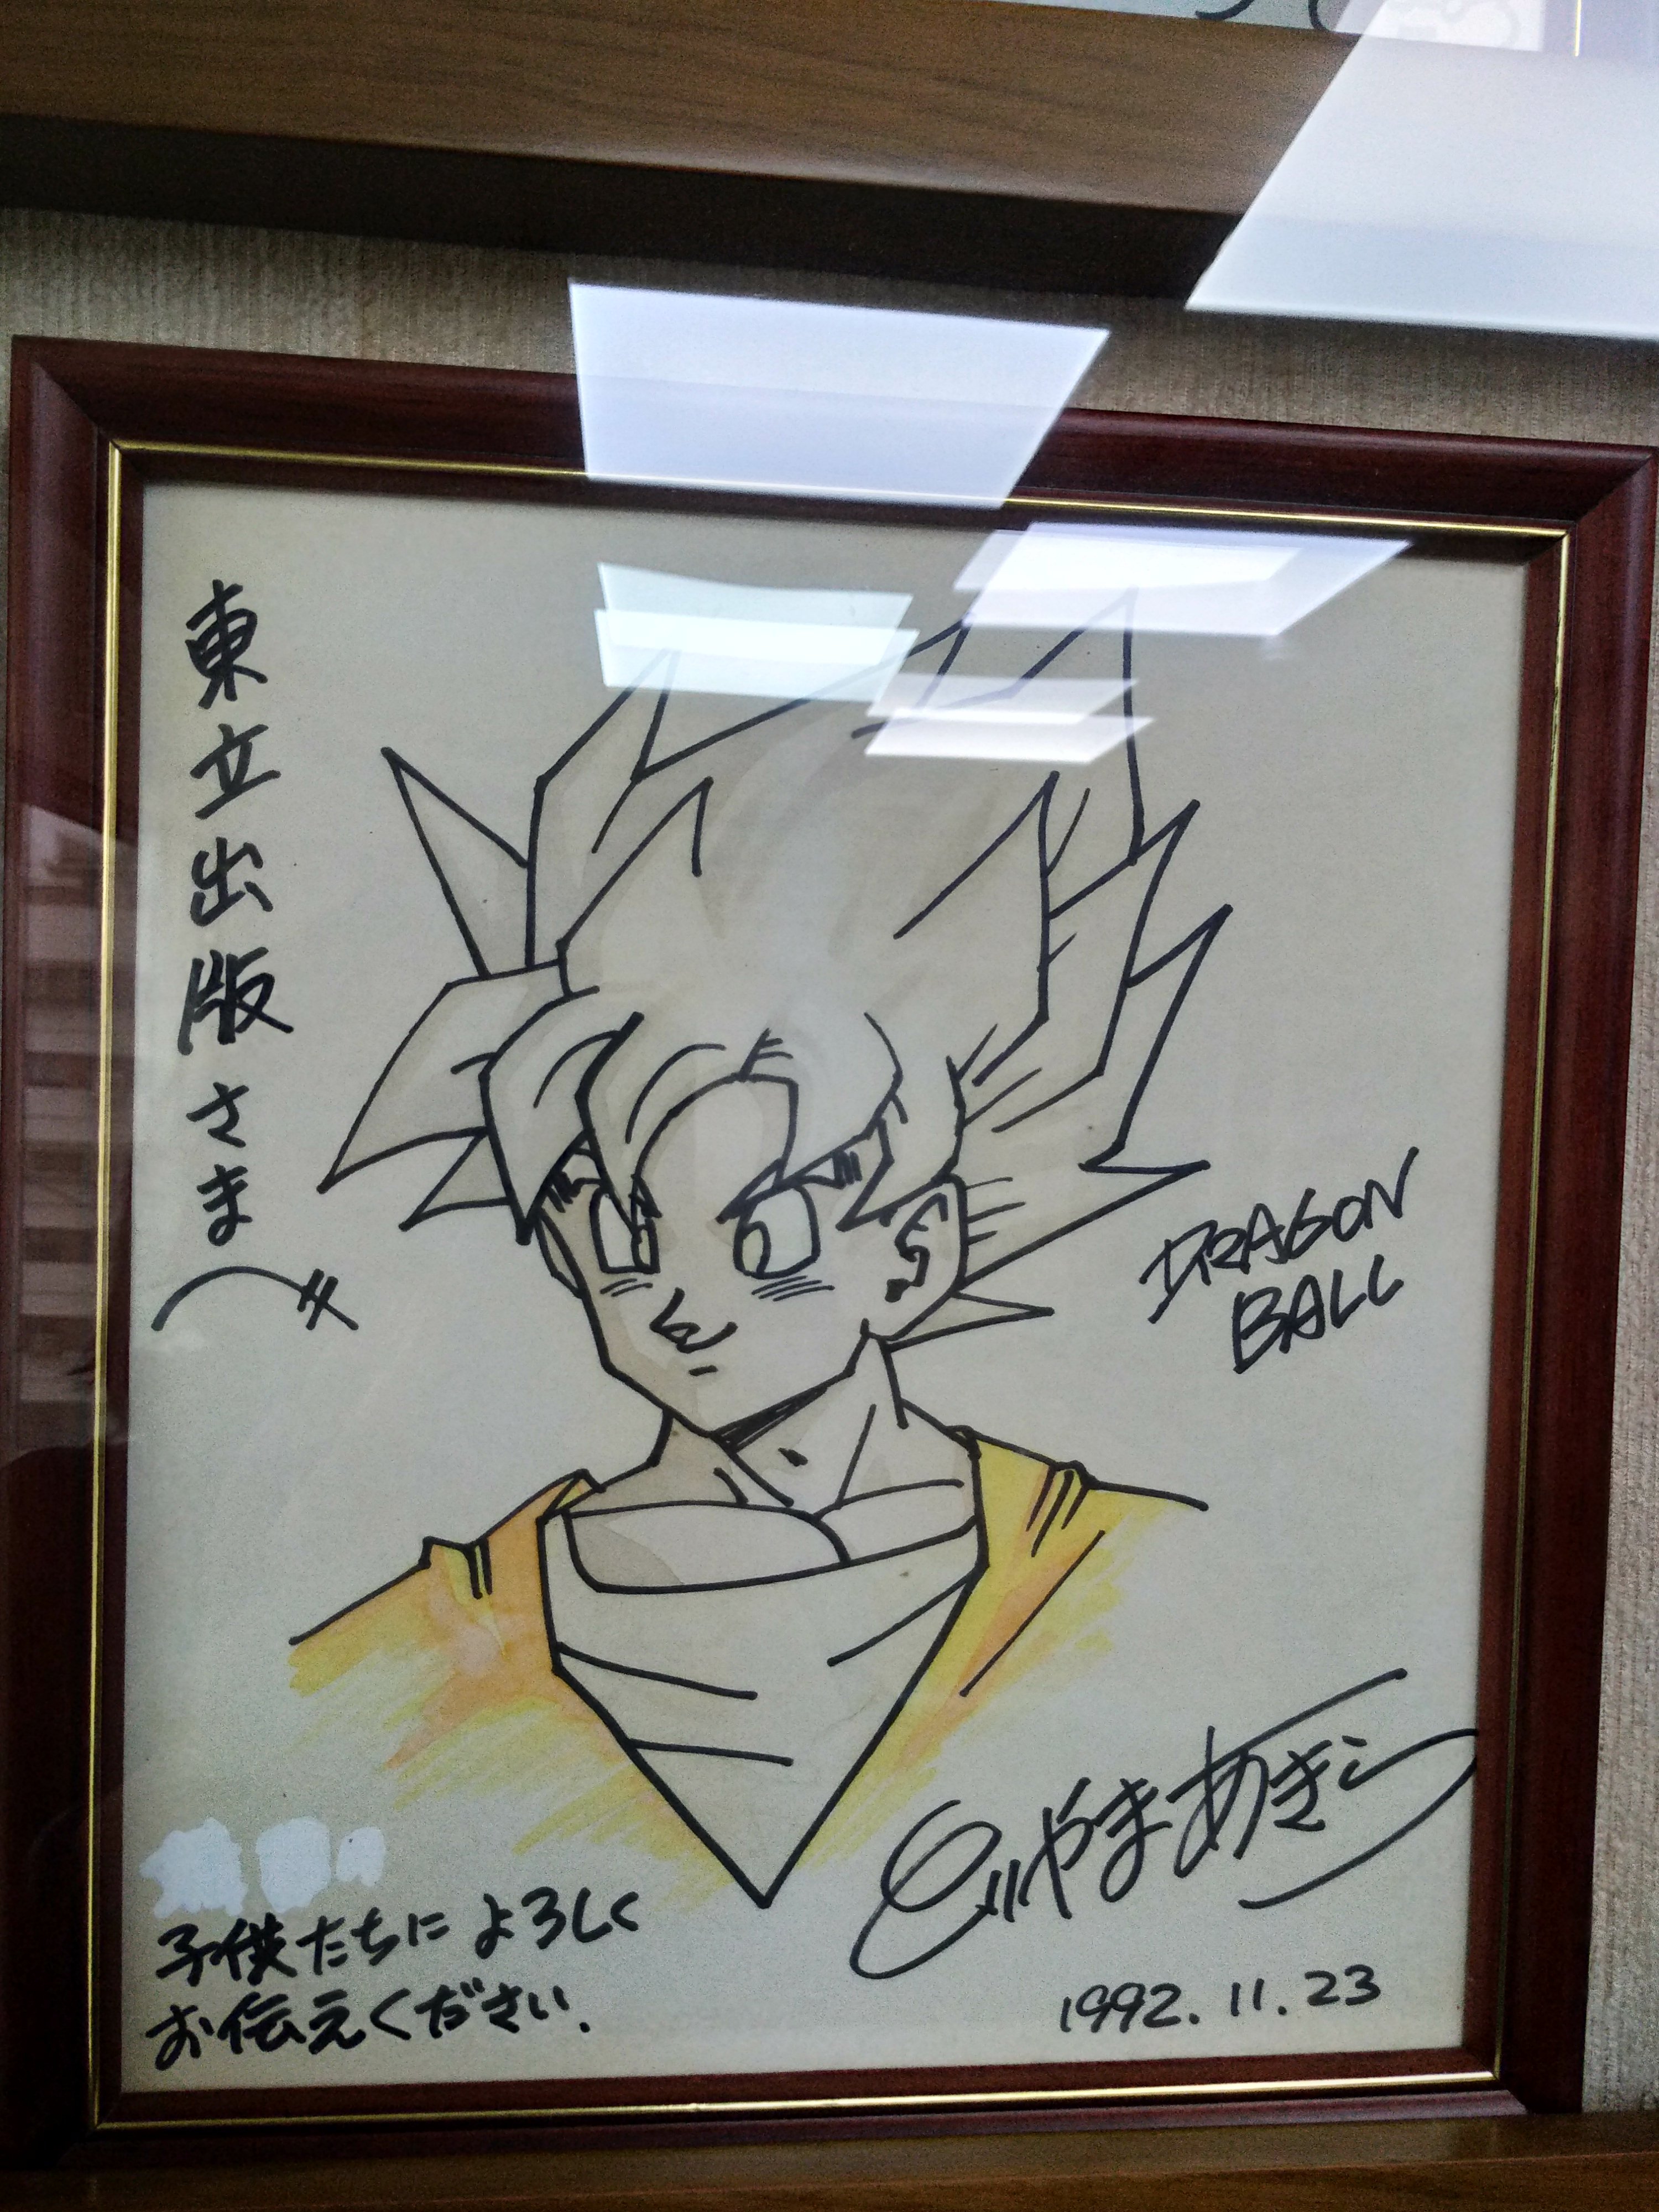 東立出版さまへ
DRAGON
BALL
とりやまあきら
子供たちによろしく
お伝えください.
1992.11.23